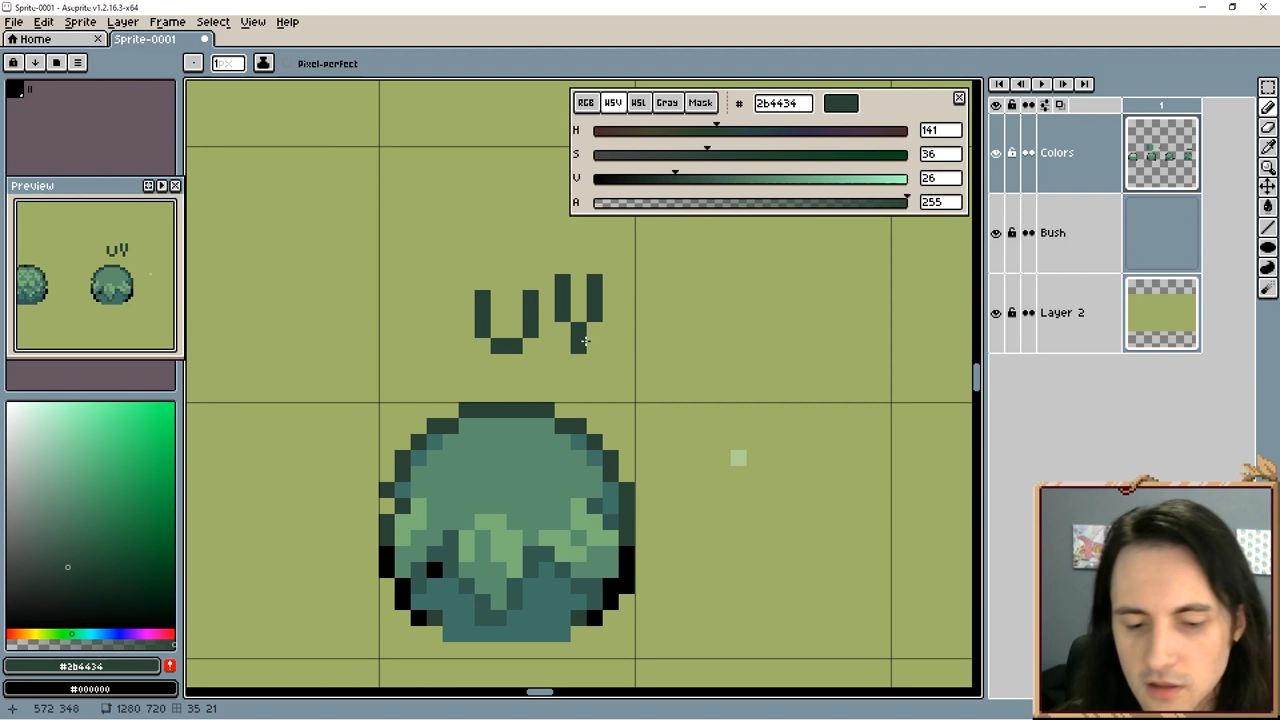 Sprite-0001 - Aseprite v1.2.16.3-x64
File Edit Sprite Layer Frame Select View Help
Home Sprite-0001
1px Pixel-perfect
RGB HSV HSL Gray Mask # 2b4434
H 141
S 36
V 26
A 255
1
Colors
Bush
Layer 2
Preview
UY
#2b4434
#000000
572 348 1280 720 35 21